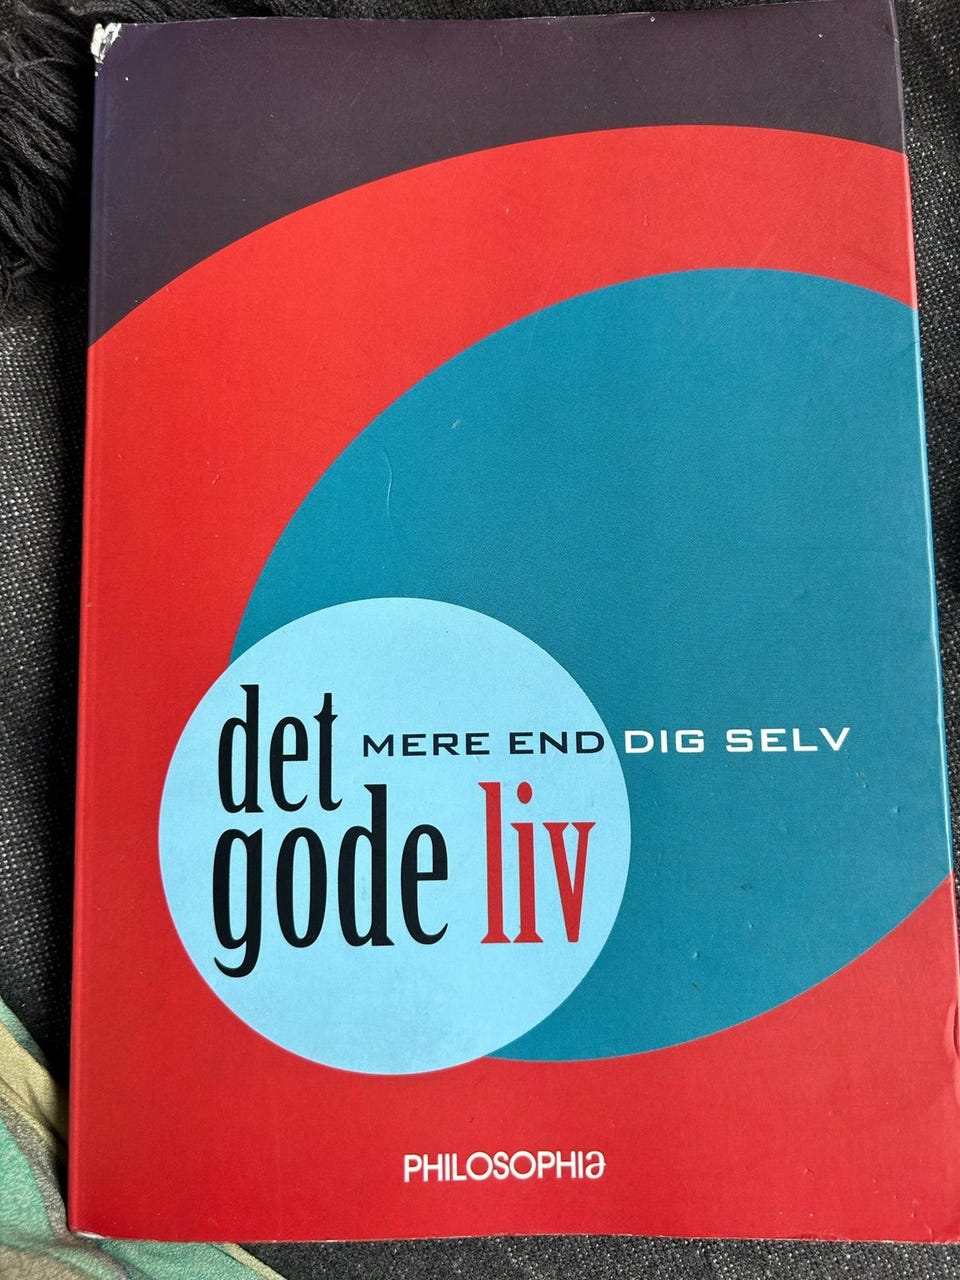 det
MERE END DIG SELV
gode liv
PHILOSOPHIA